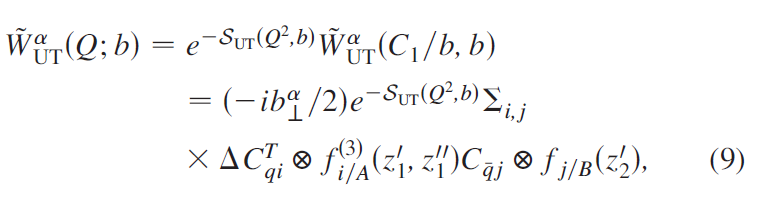 W̃^α_UT(Q; b) = e^{−𝒮_UT(Q²,b)} W̃^α_UT(C₁/b, b)
= (−ib^α_⊥/2)e^{−𝒮_UT(Q²,b)} Σ_{i,j}
× ΔC^T_{qi} ⊗ f^{(3)}_{i/A}(z′₁, z″₁)C_{q̄j} ⊗ f_{j/B}(z′₂), (9)